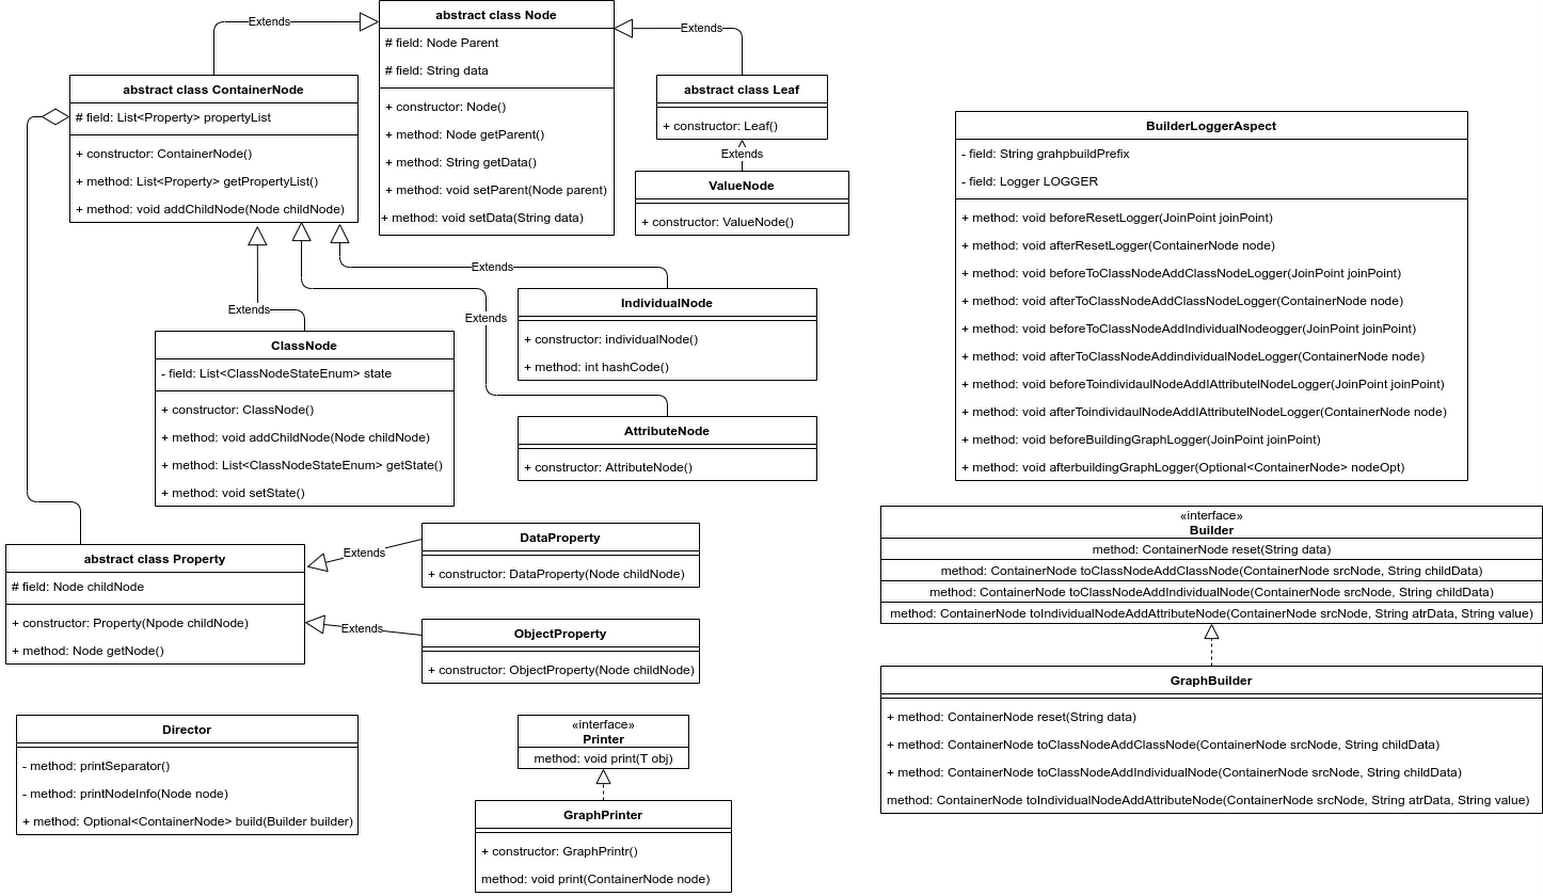 abstract class Node
# field: Node Parent
# field: String data
+ constructor: Node()
+ method: Node getParent()
+ method: String getData()
+ method: void setParent(Node parent)
+ method: void setData(String data)
Extends
Extends
abstract class ContainerNode
# field: List<Property> propertyList
+ constructor: ContainerNode()
+ method: List<Property> getPropertyList()
+ method: void addChildNode(Node childNode)
abstract class Leaf
+ constructor: Leaf()
Extends
ValueNode
+ constructor: ValueNode()
BuilderLoggerAspect
- field: String grahpbuildPrefix
- field: Logger LOGGER
+ method: void beforeResetLogger(JoinPoint joinPoint)
+ method: void afterResetLogger(ContainerNode node)
+ method: void beforeToClassNodeAddClassNodeLogger(JoinPoint joinPoint)
+ method: void afterToClassNodeAddClassNodeLogger(ContainerNode node)
+ method: void beforeToClassNodeAddIndividualNodeogger(JoinPoint joinPoint)
+ method: void afterToClassNodeAddindividualNodeLogger(ContainerNode node)
+ method: void beforeToindividaulNodeAddIAttributeINodeLogger(JoinPoint joinPoint)
+ method: void afterToindividaulNodeAddIAttributeINodeLogger(ContainerNode node)
+ method: void beforeBuildingGraphLogger(JoinPoint joinPoint)
+ method: void afterbuildingGraphLogger(Optional<ContainerNode> nodeOpt)
Extends
Extends
Extends
IndividualNode
+ constructor: individualNode()
+ method: int hashCode()
ClassNode
- field: List<ClassNodeStateEnum> state
+ constructor: ClassNode()
+ method: void addChildNode(Node childNode)
+ method: List<ClassNodeStateEnum> getState()
+ method: void setState()
AttributeNode
+ constructor: AttributeNode()
«interface»
Builder
method: ContainerNode reset(String data)
method: ContainerNode toClassNodeAddClassNode(ContainerNode srcNode, String childData)
method: ContainerNode toClassNodeAddIndividualNode(ContainerNode srcNode, String childData)
method: ContainerNode toIndividualNodeAddAttributeNode(ContainerNode srcNode, String atrData, String value)
abstract class Property
# field: Node childNode
+ constructor: Property(Npode childNode)
+ method: Node getNode()
Extends
Extends
DataProperty
+ constructor: DataProperty(Node childNode)
ObjectProperty
+ constructor: ObjectProperty(Node childNode)
GraphBuilder
+ method: ContainerNode reset(String data)
+ method: ContainerNode toClassNodeAddClassNode(ContainerNode srcNode, String childData)
+ method: ContainerNode toClassNodeAddIndividualNode(ContainerNode srcNode, String childData)
method: ContainerNode toIndividualNodeAddAttributeNode(ContainerNode srcNode, String atrData, String value)
Director
- method: printSeparator()
- method: printNodeInfo(Node node)
+ method: Optional<ContainerNode> build(Builder builder)
«interface»
Printer
method: void print(T obj)
GraphPrinter
+ constructor: GraphPrintr()
method: void print(ContainerNode node)